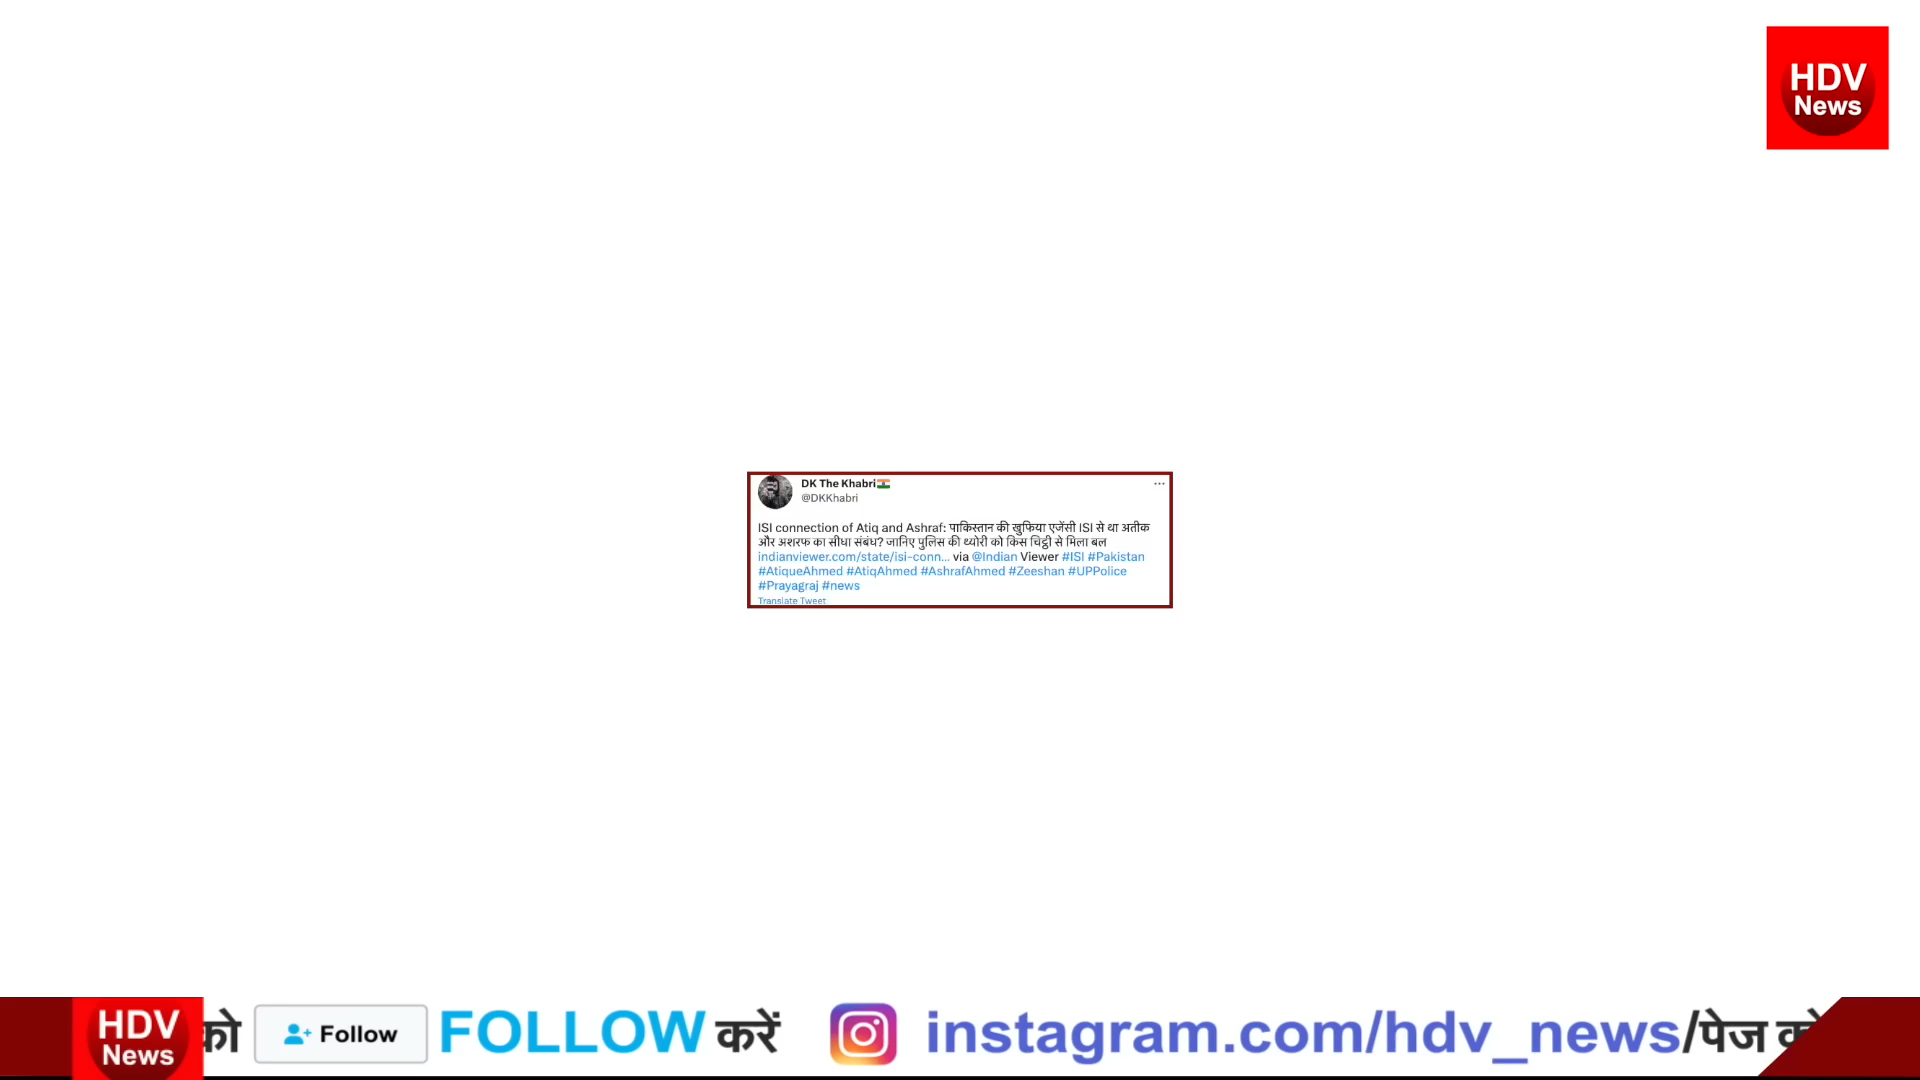 HDV
News
DK The Khabri🇮🇳
@DKKhabri
...
ISI connection of Atiq and Ashraf: पाकिस्तान की खुफिया एजेंसी ISI से था अतीक
और अशरफ का सीधा संबंध? जानिए पुलिस की थ्योरी को किस चिट्ठी से मिला बल
indianviewer.com/state/isi-conn... via @Indian Viewer #ISI #Pakistan
#AtiqueAhmed #AtiqAhmed #AshrafAhmed #Zeeshan #UPPolice
#Prayagraj #news
Translate Tweet
HDV
News
को Follow FOLLOW करें instagram.com/hdv_news/पेज